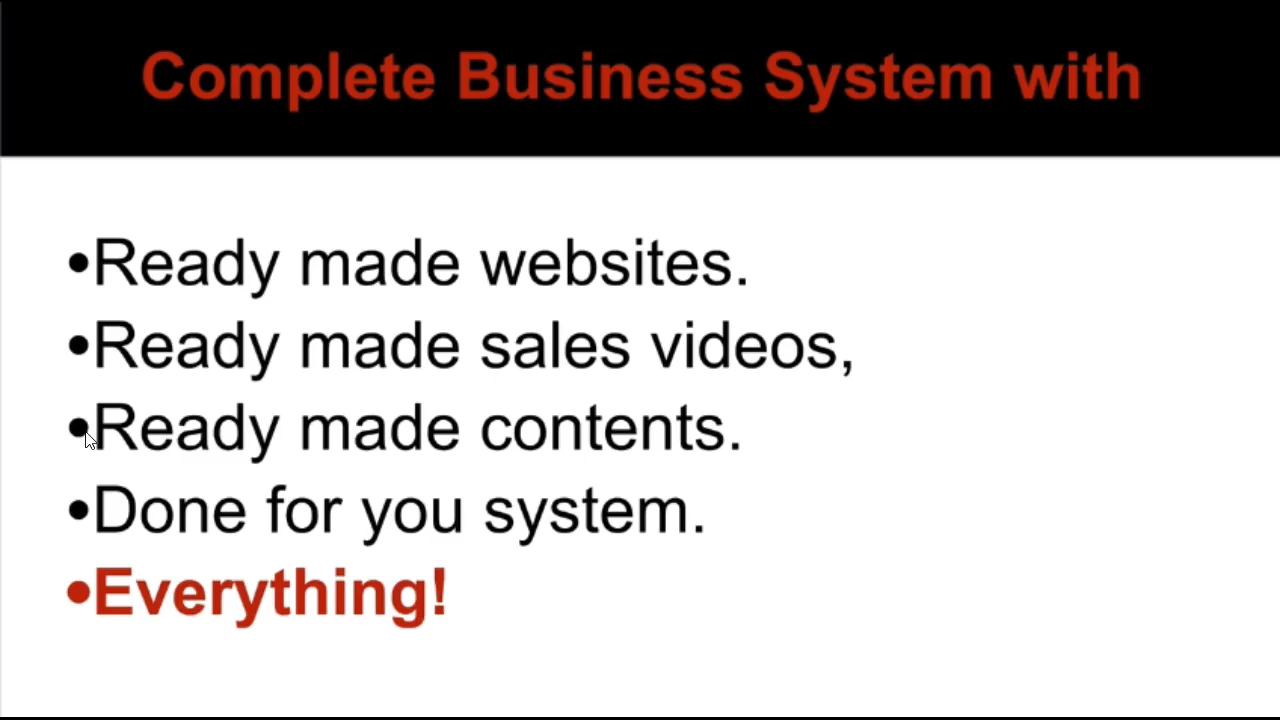 Complete Business System with
•Ready made websites.
•Ready made sales videos,
•Ready made contents.
•Done for you system.
•Everything!